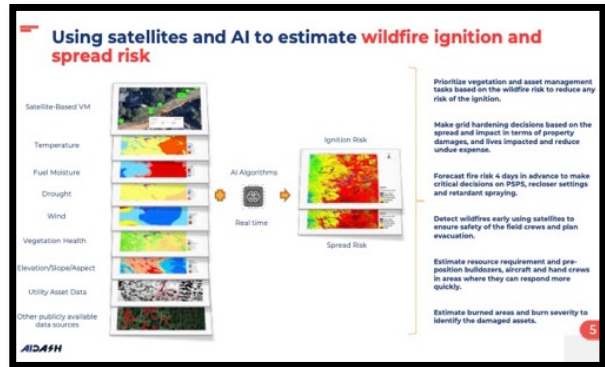 Using satellites and AI to estimate wildfire ignition and
spread risk
Satellite-Based VM
Temperature
Fuel Moisture
Drought
Wind
Vegetation Health
Elevation/Slope/Aspect
Utility Asset Data
Other publicly available
data sources
AI Algorithms
Real time
Ignition Risk
Spread Risk
Prioritize vegetation and asset management
tasks based on the wildfire risk to reduce any
risk of the ignition.
Make grid hardening decisions based on the
spread and impact in terms of property
damages, and lives impacted and reduce
undue expense.
Forecast fire risk 4 days in advance to make
critical decisions on PSPS, recloser settings
and retardant spraying.
Detect wildfires early using satellites to
ensure safety of the field crews and plan
evacuation.
Estimate resource requirement and pre-
position bulldozers, aircraft and hand crews
in areas where they can respond more
quickly.
Estimate burned areas and burn severity to
identify the damaged assets.
5
AIDASH